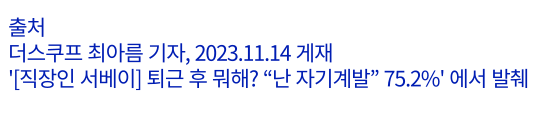 출처
더스쿠프 최아름 기자, 2023.11.14 게재
'[직장인 서베이] 퇴근 후 뭐해? “난 자기계발” 75.2%' 에서 발췌